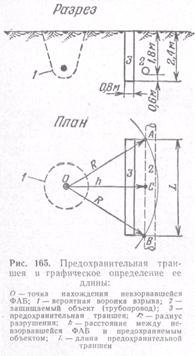 Разрез
1
3
2
1,8м
2,4м
0,8м
0,6м
План
1
R
A
3
2
O
h
C
L
R
B
Рис. 165. Предохранительная тран-
шея и графическое определение ее
длины:
О — точка нахождения невзорвавшейся
ФАБ; 1 — вероятная воронка взрыва; 2 —
защищаемый объект (трубопровод); 3 —
предохранительная траншея; R — радиус
разрушения; h — расстояние между не-
взорвавшейся ФАБ и предохраняемым
объектом; L — длина предохранительной
траншеи